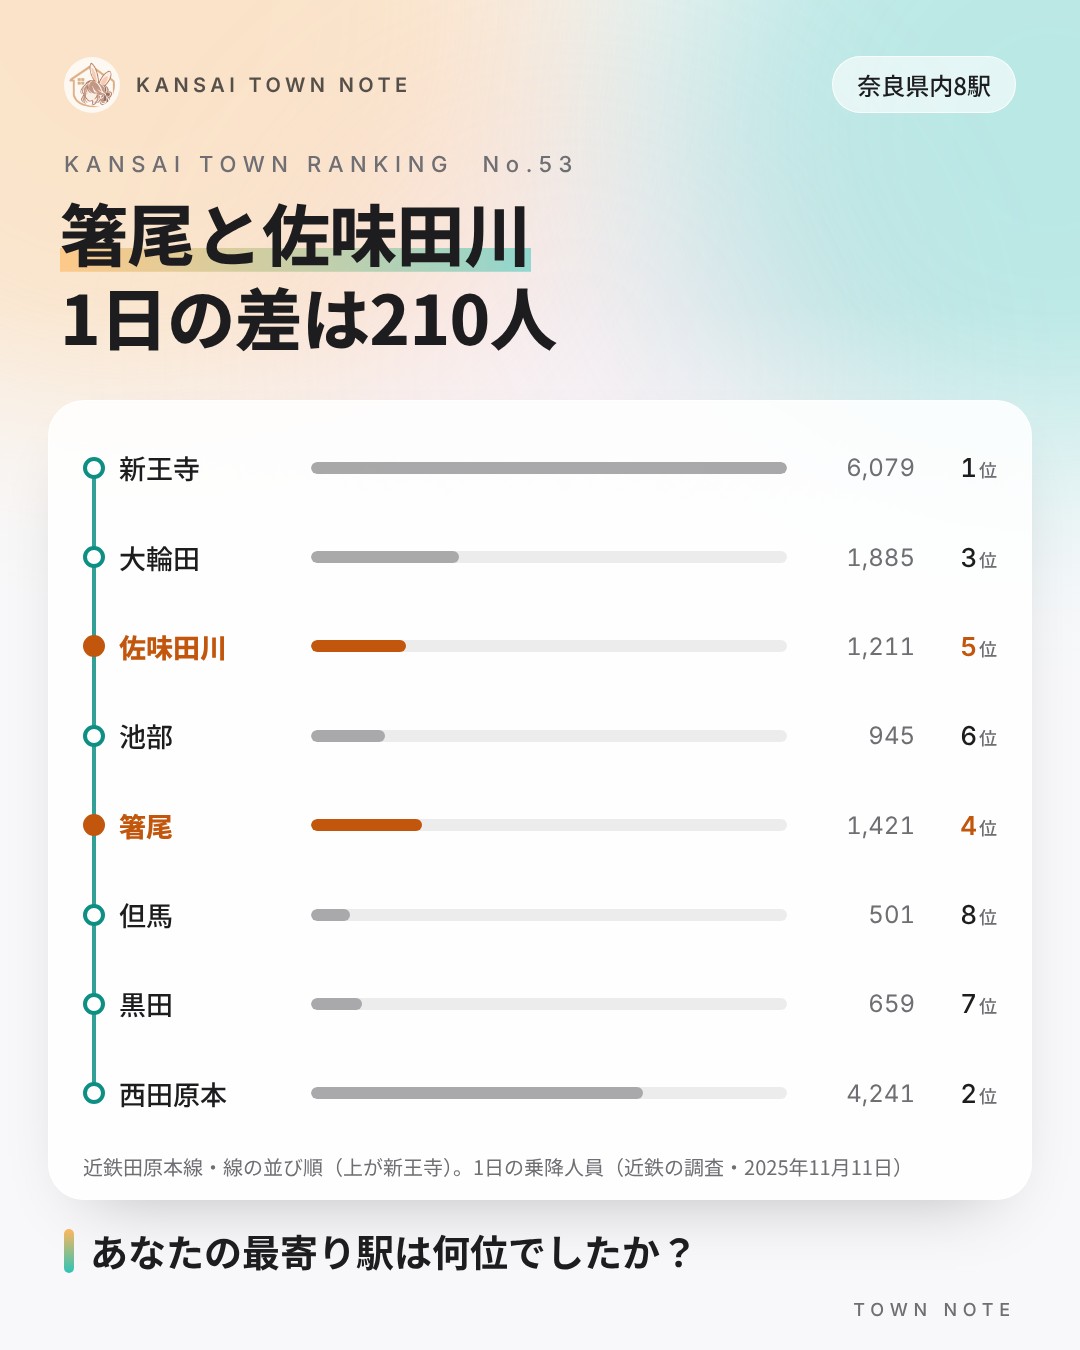 KANSAI TOWN NOTE
奈良県内8駅
KANSAI TOWN RANKING No.53
箸尾と佐味田川
1日の差は210人
新王寺 6,079 1位
大輪田 1,885 3位
佐味田川 1,211 5位
池部 945 6位
箸尾 1,421 4位
但馬 501 8位
黒田 659 7位
西田原本 4,241 2位
近鉄田原本線・線の並び順（上が新王寺）。1日の乗降人員（近鉄の調査・2025年11月11日）
あなたの最寄り駅は何位でしたか？
TOWN NOTE